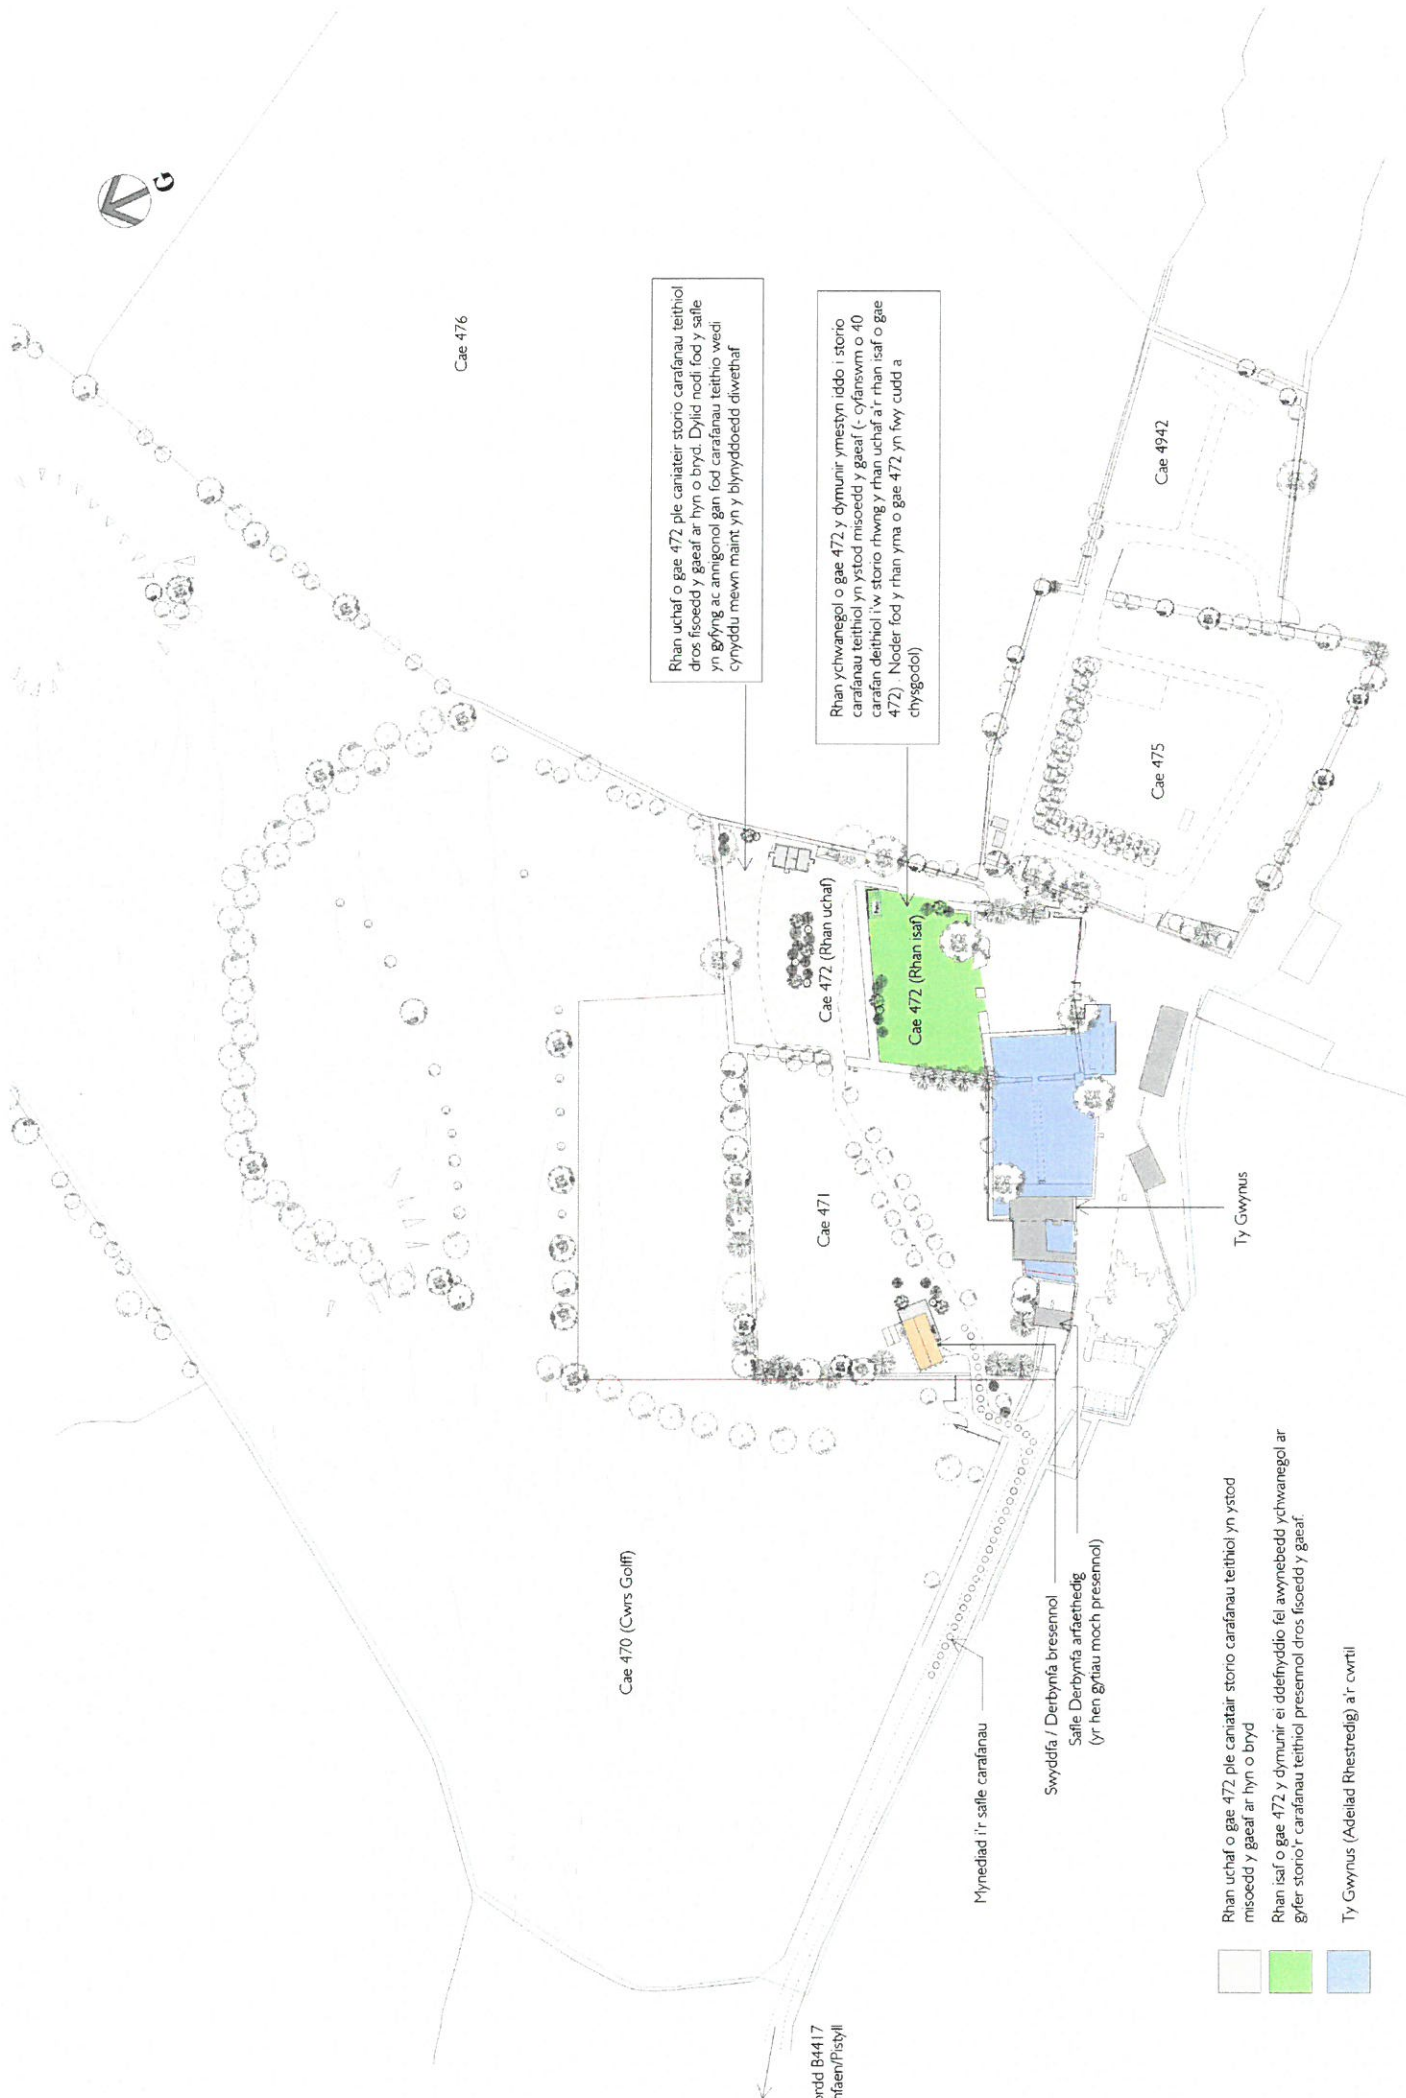 G
Cae 476
Rhan uchaf o gae 472 ple caniateir storio carafanau teithiol
dros fisoedd y gaeaf ar hyn o bryd. Dylid nodi fod y safle
yn gyfyng ac annigonol gan fod carafanau teithio wedi
cynyddu mewn maint yn y blynyddoedd diwethaf
Rhan ychwanegol o gae 472 y dymunir ymestyn iddo i storio
carafanau teithiol yn ystod misoedd y gaeaf (- cyfanswm o 40
carafan deithiol i'w storio rhwng y rhan uchaf a'r rhan isaf o gae
472) . Noder fod y rhan yma o gae 472 yn fwy cudd a
chysgodol)
Cae 4942
Cae 475
Cae 472 (Rhan uchaf)
Cae 472 (Rhan isaf)
Cae 471
Ty Gwynus
Cae 470 (Cwrs Golff)
Mynediad i'r safle carafanau
Swyddfa / Derbynfa bresennol
Safle Derbynfa arfaethedig
(yr hen gytiau moch presennol)
Rhan uchaf o gae 472 ple caniatair storio carafanau teithiol yn ystod
misoedd y gaeaf ar hyn o bryd
Rhan isaf o gae 472 y dymunir ei ddefnyddio fel awynebedd ychwanegol ar
gyfer storio'r carafanau teithiol presennol dros fisoedd y gaeaf.
Ty Gwynus (Adeilad Rhestredig) a'r cwrtil
B4417
/Pistyll